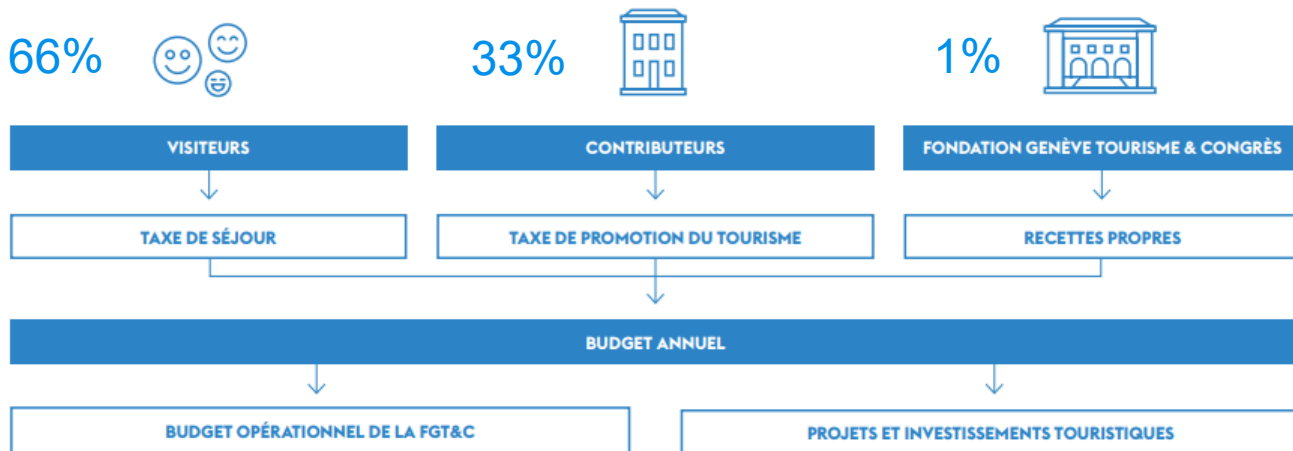 66%
33%
1%
VISITEURS
CONTRIBUTEURS
FONDATION GENÈVE TOURISME & CONGRÈS
TAXE DE SÉJOUR
TAXE DE PROMOTION DU TOURISME
RECETTES PROPRES
BUDGET ANNUEL
BUDGET OPÉRATIONNEL DE LA FGT&C
PROJETS ET INVESTISSEMENTS TOURISTIQUES